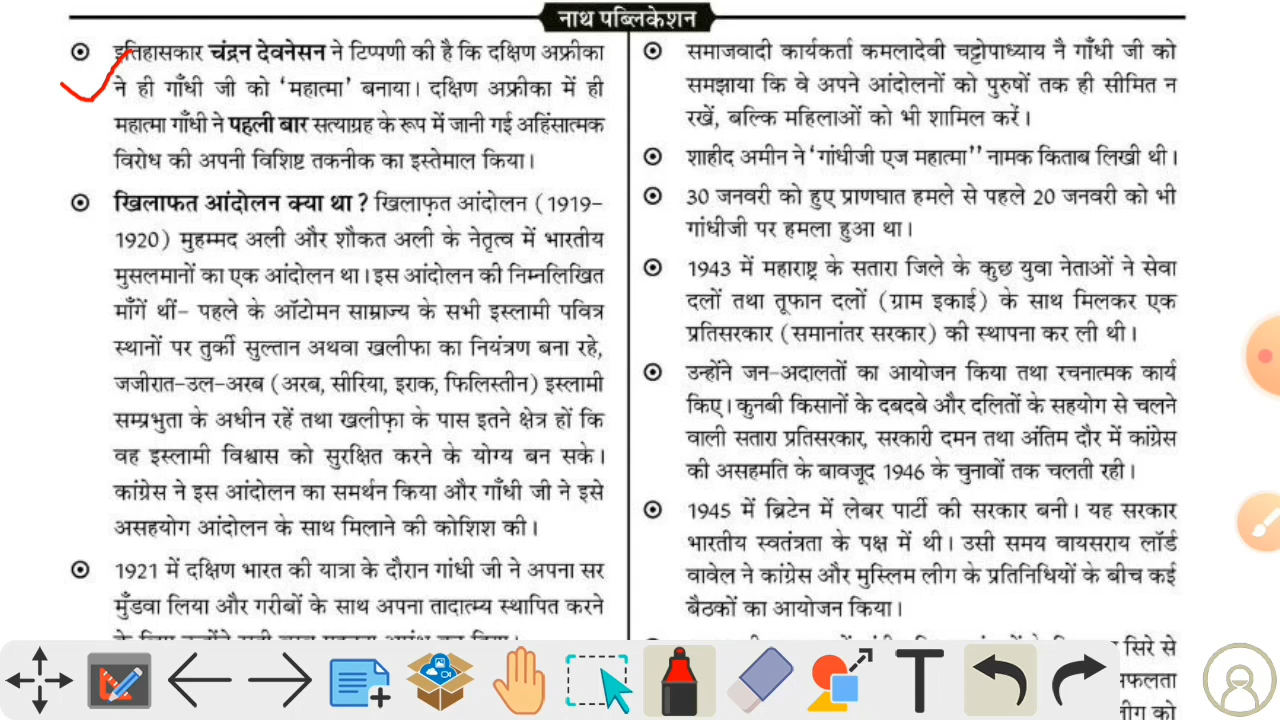 नाथ पब्लिकेशन
इतिहासकार चंद्रन देवनेसन ने टिप्पणी की है कि दक्षिण अफ्रीका
ने ही गाँधी जी को 'महात्मा' बनाया। दक्षिण अफ्रीका में ही
महात्मा गाँधी ने पहली बार सत्याग्रह के रूप में जानी गई अहिंसात्मक
विरोध की अपनी विशिष्ट तकनीक का इस्तेमाल किया।
खिलाफत आंदोलन क्या था? खिलाफ़त आंदोलन (1919–
1920) मुहम्मद अली और शौकत अली के नेतृत्व में भारतीय
मुसलमानों का एक आंदोलन था। इस आंदोलन की निम्नलिखित
माँगें थीं– पहले के ऑटोमन साम्राज्य के सभी इस्लामी पवित्र
स्थानों पर तुर्की सुल्तान अथवा खलीफा का नियंत्रण बना रहे,
जजीरात-उल-अरब (अरब, सीरिया, इराक, फिलिस्तीन) इस्लामी
सम्प्रभुता के अधीन रहें तथा खलीफ़ा के पास इतने क्षेत्र हों कि
वह इस्लामी विश्वास को सुरक्षित करने के योग्य बन सके।
कांग्रेस ने इस आंदोलन का समर्थन किया और गाँधी जी ने इसे
असहयोग आंदोलन के साथ मिलाने की कोशिश की।
1921 में दक्षिण भारत की यात्रा के दौरान गांधी जी ने अपना सर
मुँडवा लिया और गरीबों के साथ अपना तादात्म्य स्थापित करने
समाजवादी कार्यकर्ता कमलादेवी चट्टोपाध्याय नै गाँधी जी को
समझाया कि वे अपने आंदोलनों को पुरुषों तक ही सीमित न
रखें, बल्कि महिलाओं को भी शामिल करें।
शाहीद अमीन ने 'गांधीजी एज महात्मा'' नामक किताब लिखी थी।
30 जनवरी को हुए प्राणघात हमले से पहले 20 जनवरी को भी
गांधीजी पर हमला हुआ था।
1943 में महाराष्ट्र के सतारा जिले के कुछ युवा नेताओं ने सेवा
दलों तथा तूफान दलों (ग्राम इकाई) के साथ मिलकर एक
प्रतिसरकार (समानांतर सरकार) की स्थापना कर ली थी।
उन्होंने जन-अदालतों का आयोजन किया तथा रचनात्मक कार्य
किए। कुनबी किसानों के दबदबे और दलितों के सहयोग से चलने
वाली सतारा प्रतिसरकार, सरकारी दमन तथा अंतिम दौर में कांग्रेस
की असहमति के बावजूद 1946 के चुनावों तक चलती रही।
1945 में ब्रिटेन में लेबर पार्टी की सरकार बनी। यह सरकार
भारतीय स्वतंत्रता के पक्ष में थी। उसी समय वायसराय लॉर्ड
वावेल ने कांग्रेस और मुस्लिम लीग के प्रतिनिधियों के बीच कई
बैठकों का आयोजन किया।
सिरे से
T